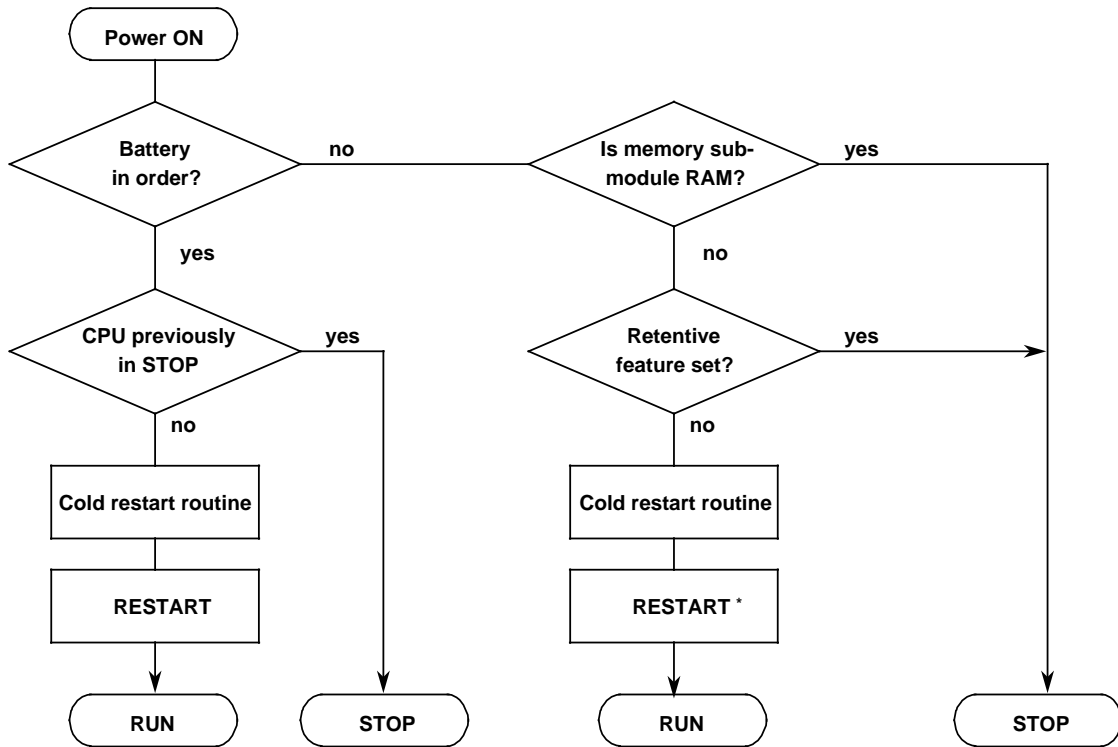 Power ON
Battery
in order?
no
Is memory sub-
module RAM?
yes
yes
no
CPU previously
in STOP
yes
Retentive
feature set?
yes
no
no
Cold restart routine
Cold restart routine
RESTART
RESTART *
RUN
STOP
RUN
STOP